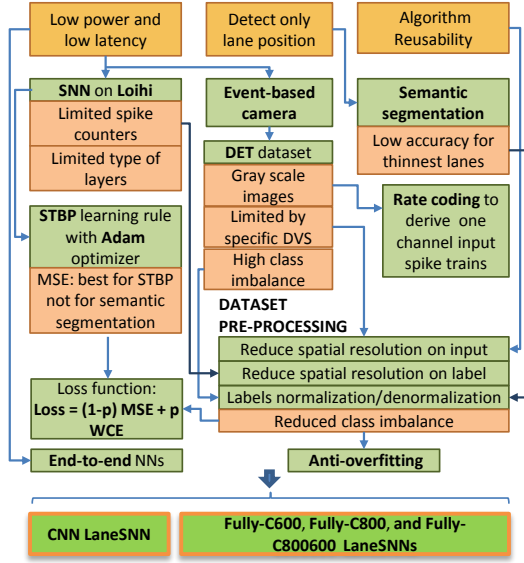 Low power and
low latency
Detect only
lane position
Algorithm
Reusability
SNN on Loihi
Limited spike
counters
Limited type of
layers
Event-based
camera
Semantic
segmentation
Low accuracy for
thinnest lanes
DET dataset
Gray scale
images
Limited by
specific DVS
High class
imbalance
Rate coding to
derive one
channel input
spike trains
STBP learning rule
with Adam
optimizer
MSE: best for STBP
not for semantic
segmentation
DATASET
PRE-PROCESSING
Reduce spatial resolution on input
Reduce spatial resolution on label
Labels normalization/denormalization
Reduced class imbalance
Loss function:
Loss = (1-p) MSE + p
WCE
End-to-end NNs
Anti-overfitting
CNN LaneSNN
Fully-C600, Fully-C800, and Fully-
C800600 LaneSNNs